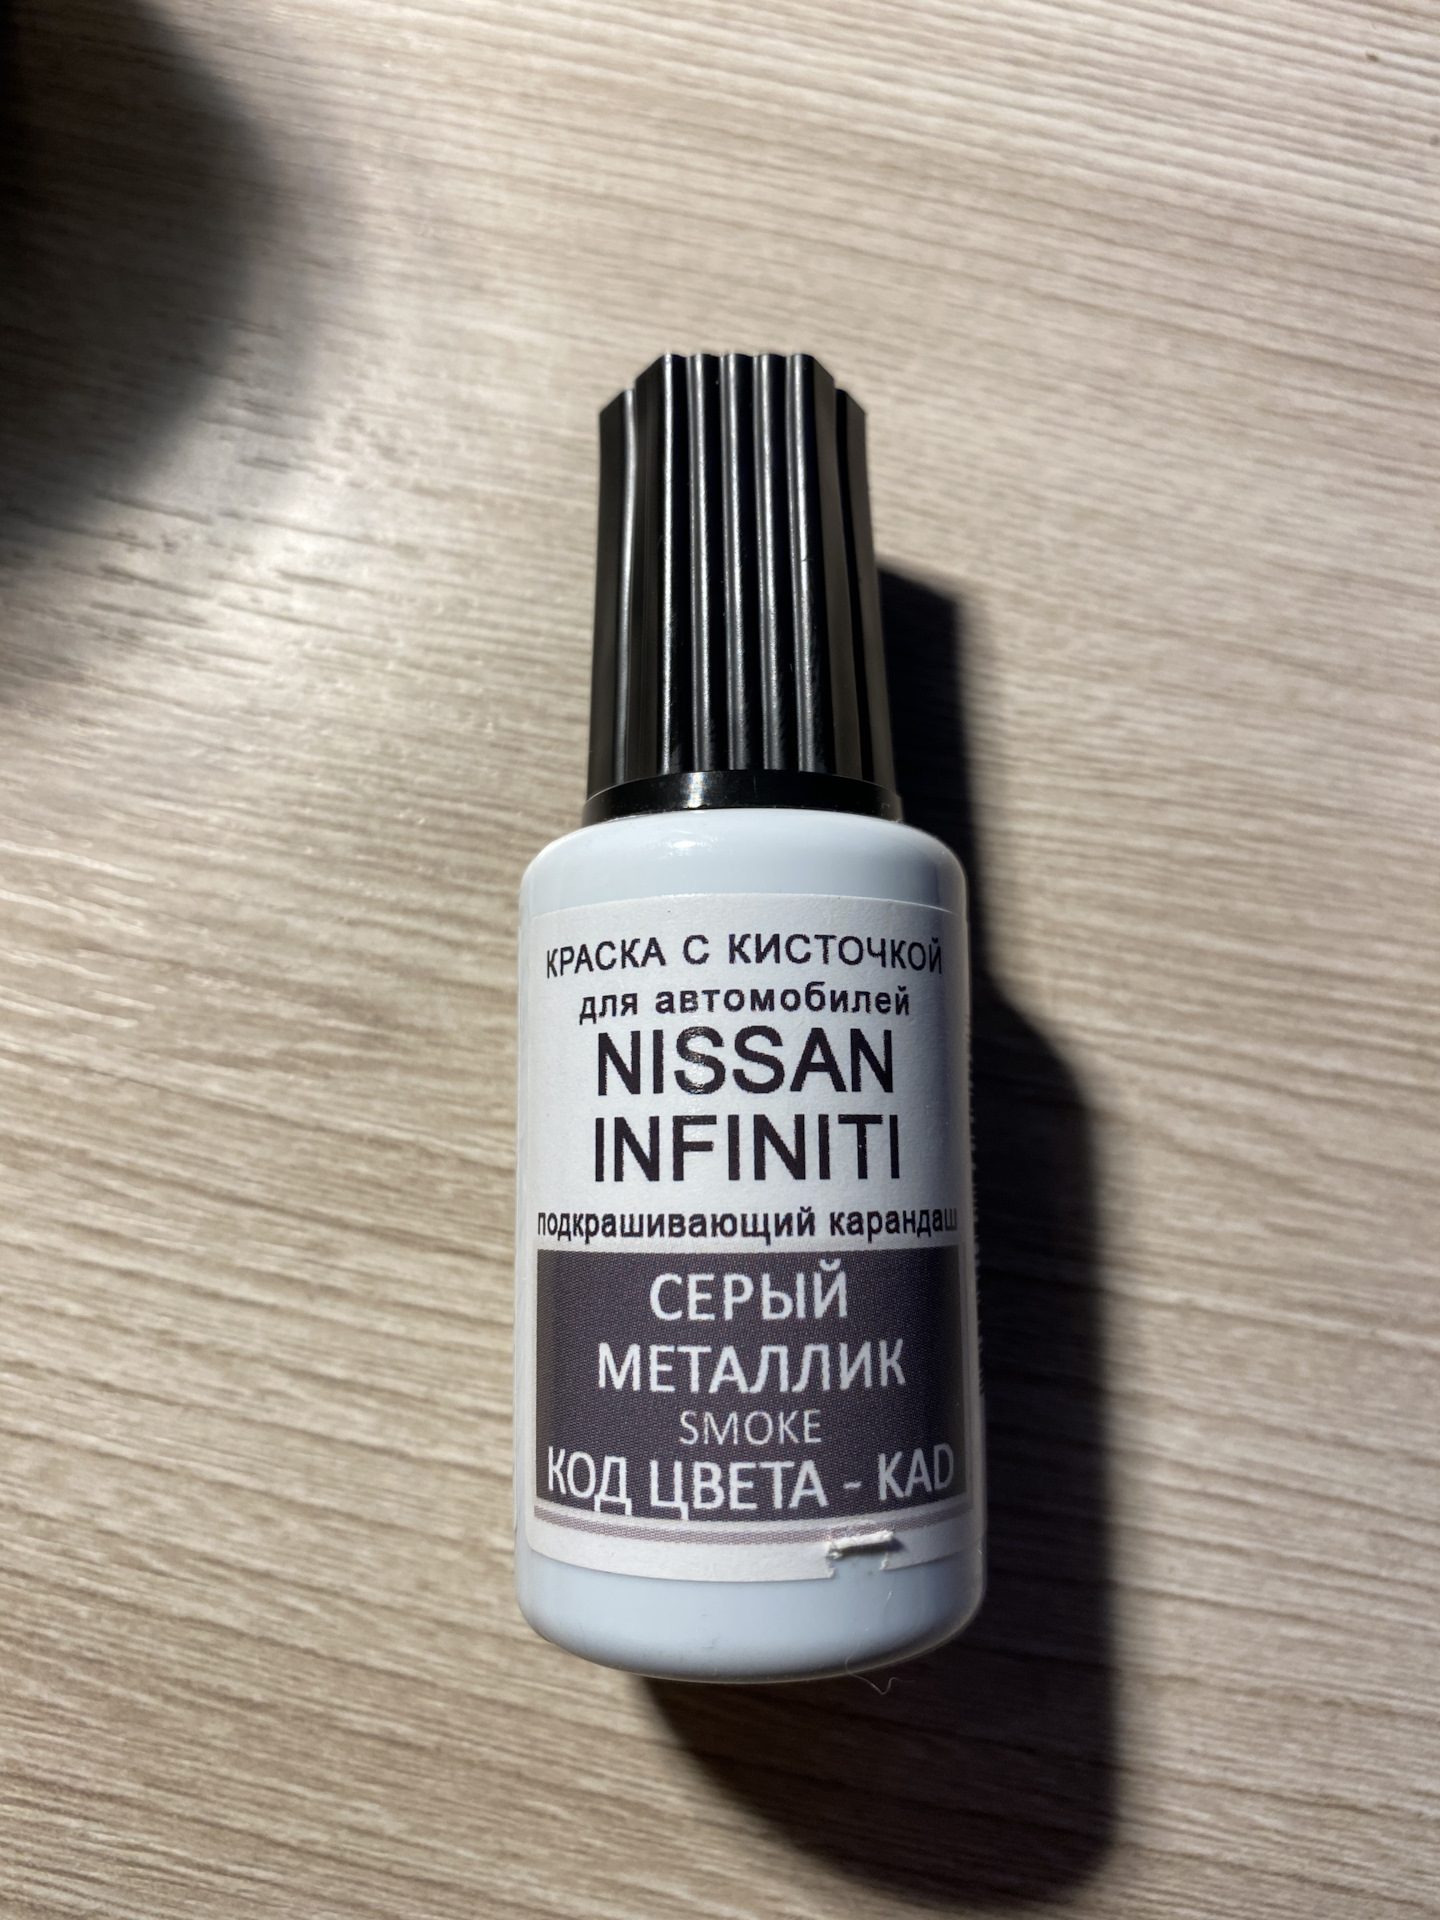 КРАСКА С КИСТОЧКОЙ
для автомобилей
NISSAN
INFINITI
подкрашивающий карандаш
СЕРЫЙ
МЕТАЛЛИК
SMOKE
КОД ЦВЕТА - KAD